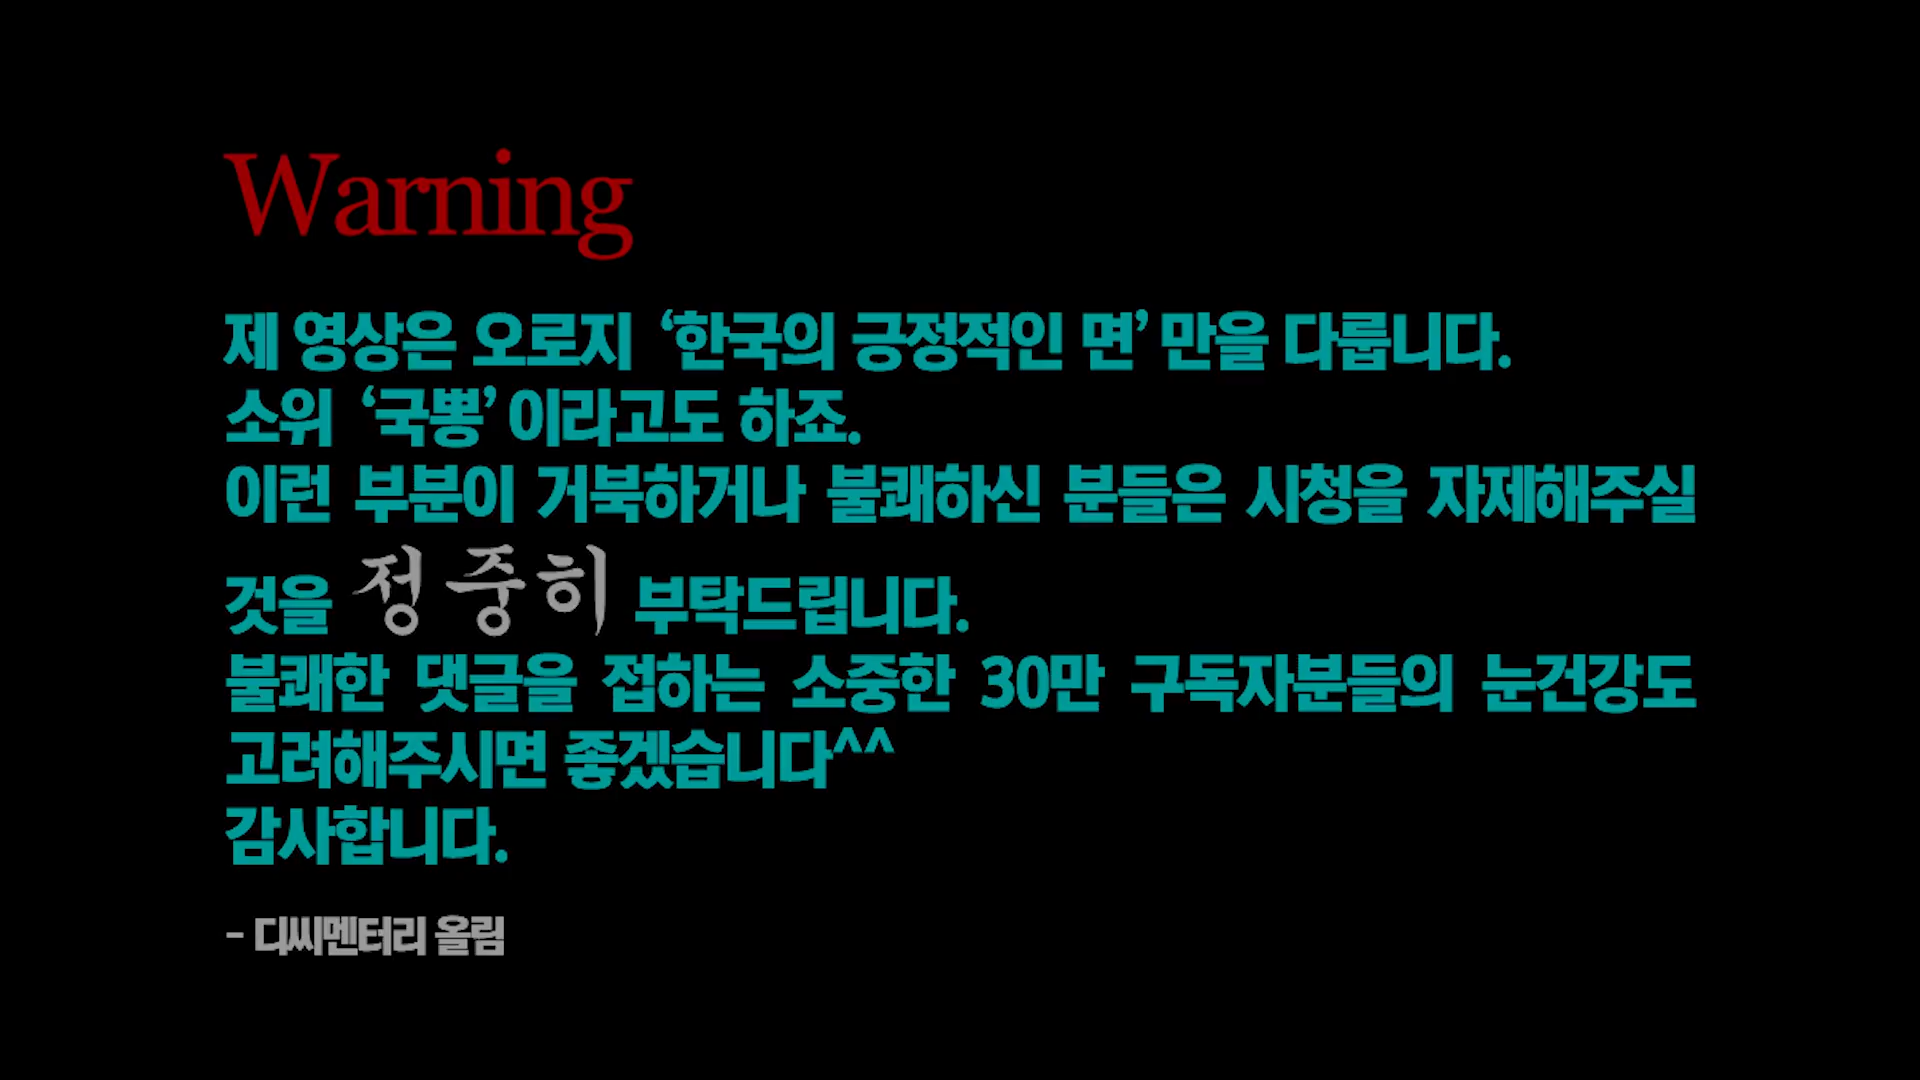 Warning
제 영상은 오로지 ‘한국의 긍정적인 면’ 만을 다룹니다.
소위 ‘국뽕’ 이라고도 하죠.
이런 부분이 거북하거나 불쾌하신 분들은 시청을 자제해주실
것을 정중히 부탁드립니다.
불쾌한 댓글을 접하는 소중한 30만 구독자분들의 눈건강도
고려해주시면 좋겠습니다^^
감사합니다.
- 디씨멘터리 올림